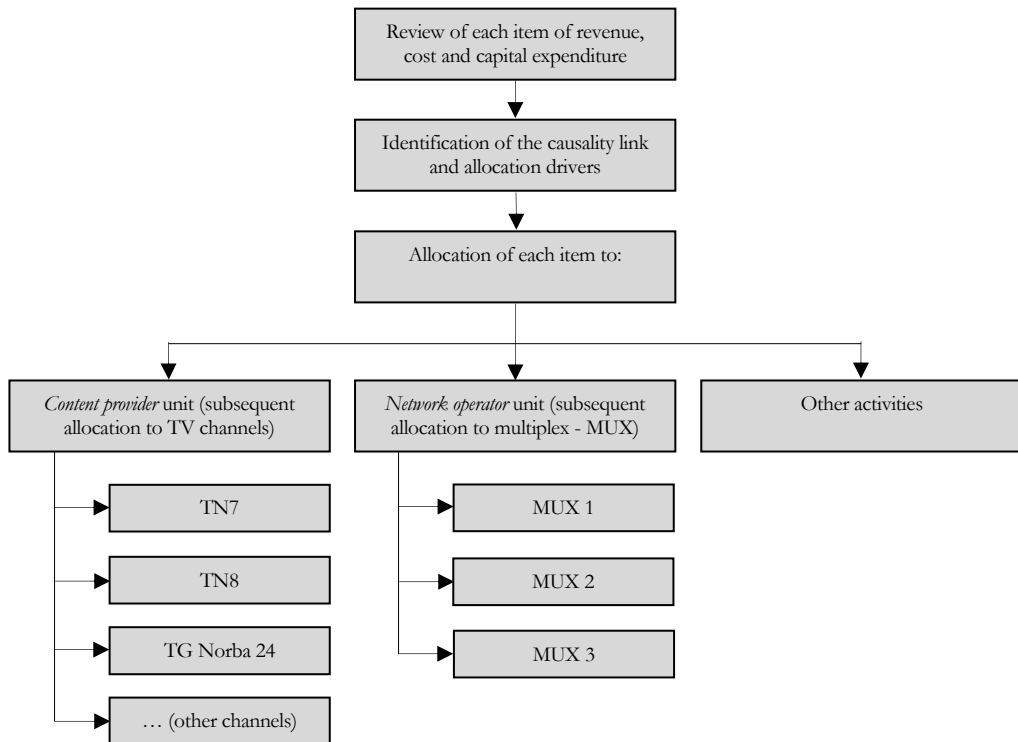 Review of each item of revenue,
cost and capital expenditure
Identification of the causality link
and allocation drivers
Allocation of each item to:
Content provider unit (subsequent
allocation to TV channels)
Network operator unit (subsequent
allocation to multiplex - MUX)
Other activities
TN7
TN8
TG Norba 24
… (other channels)
MUX 1
MUX 2
MUX 3